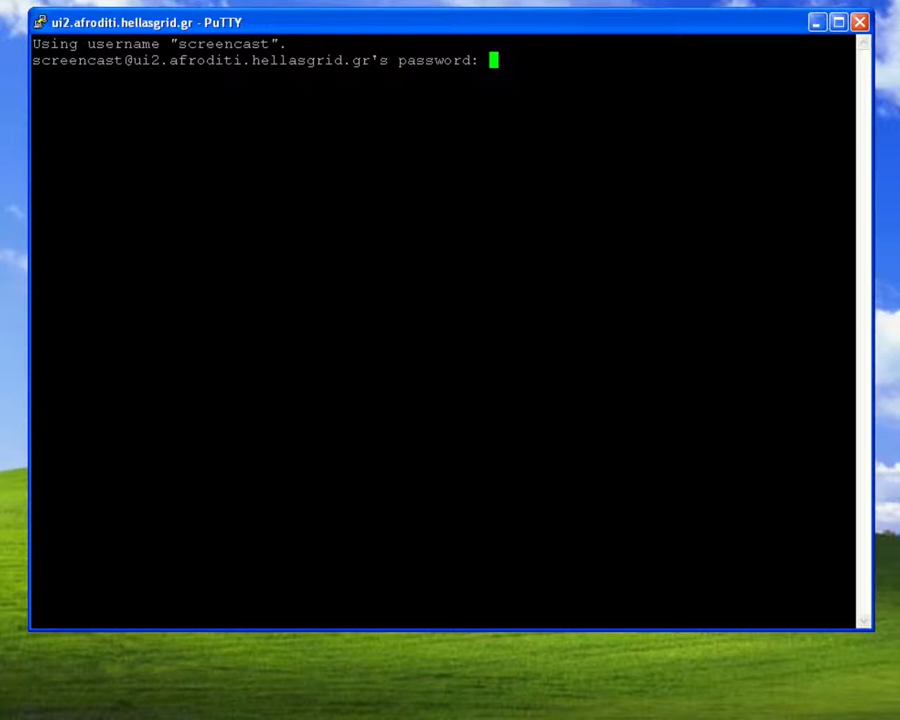 ui2.afroditi.hellasgrid.gr - PuTTY
Using username "screencast".
screencast@ui2.afroditi.hellasgrid.gr's password: